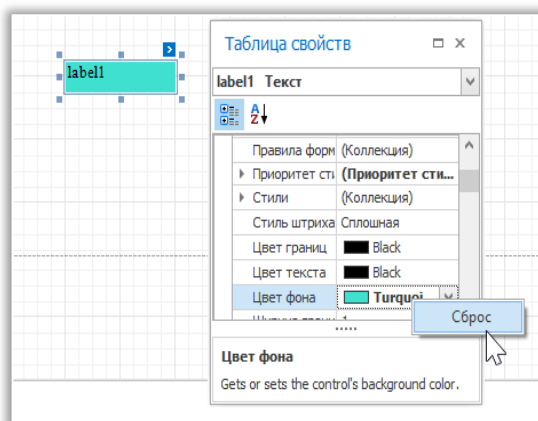 label1
Таблица свойств
label1 Текст
Правила форм (Коллекция)
Приоритет сти (Приоритет сти...
Стили (Коллекция)
Стиль штриха Сплошная
Цвет границ Black
Цвет текста Black
Цвет фона Turquoi
Сброс
Цвет фона
Gets or sets the control's background color.